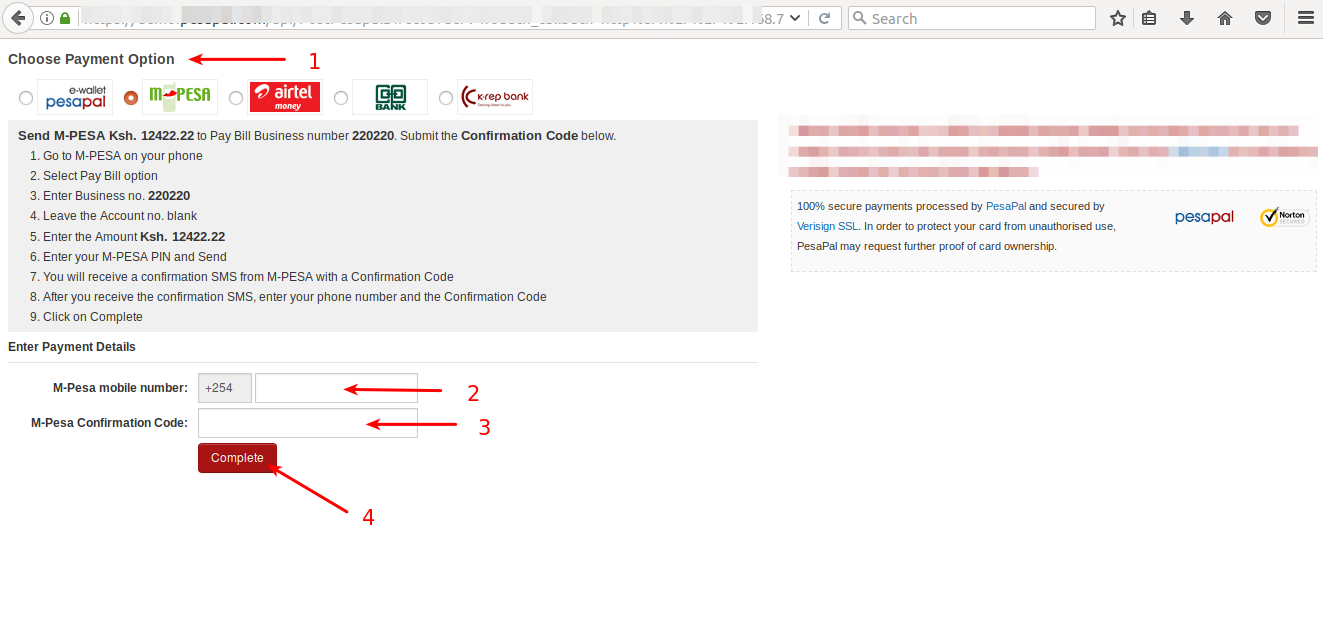 Search
Choose Payment Option
1
e-wallet
pesapal
M-PESA
airtel
money
BANK
K-rep bank
Send M-PESA Ksh. 12422.22 to Pay Bill Business number 220220. Submit the Confirmation Code below.
1. Go to M-PESA on your phone
2. Select Pay Bill option
3. Enter Business no. 220220
4. Leave the Account no. blank
5. Enter the Amount Ksh. 12422.22
6. Enter your M-PESA PIN and Send
7. You will receive a confirmation SMS from M-PESA with a Confirmation Code
8. After you receive the confirmation SMS, enter your phone number and the Confirmation Code
9. Click on Complete
100% secure payments processed by PesaPal and secured by
Verisign SSL. In order to protect your card from unauthorised use,
PesaPal may request further proof of card ownership.
pesapal
Norton
SECURED
Enter Payment Details
M-Pesa mobile number:
+254
2
M-Pesa Confirmation Code:
3
Complete
4